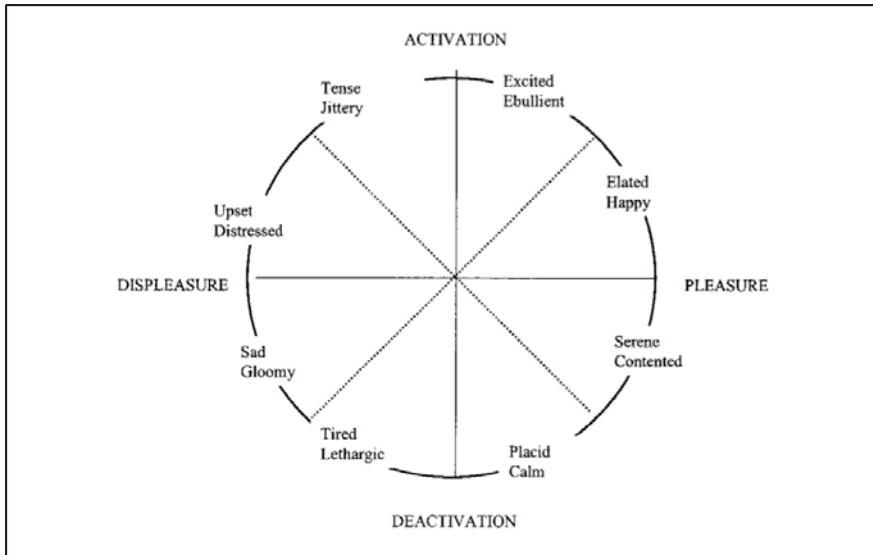 ACTIVATION
Tense
Jittery
Excited
Ebullient
Elated
Happy
Upset
Distressed
DISPLEASURE
PLEASURE
Serene
Contented
Sad
Gloomy
Tired
Lethargic
Placid
Calm
DEACTIVATION